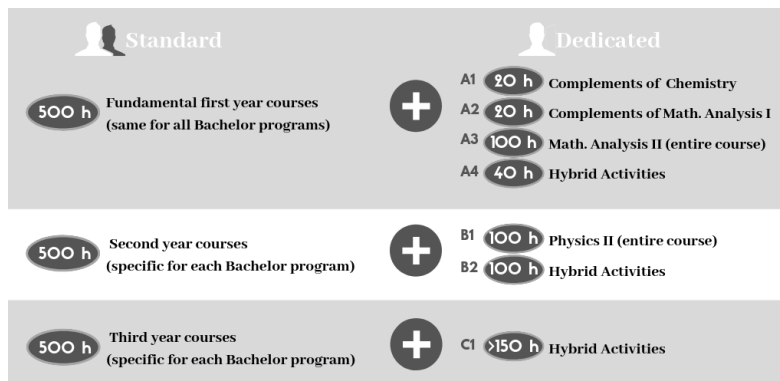 Standard
Dedicated
500 h
Fundamental first year courses
(same for all Bachelor programs)
A1 20 h Complements of Chemistry
A2 20 h Complements of Math. Analysis I
A3 100 h Math. Analysis II (entire course)
A4 40 h Hybrid Activities
500 h
Second year courses
(specific for each Bachelor program)
B1 100 h Physics II (entire course)
B2 100 h Hybrid Activities
500 h
Third year courses
(specific for each Bachelor program)
C1 >150 h Hybrid Activities